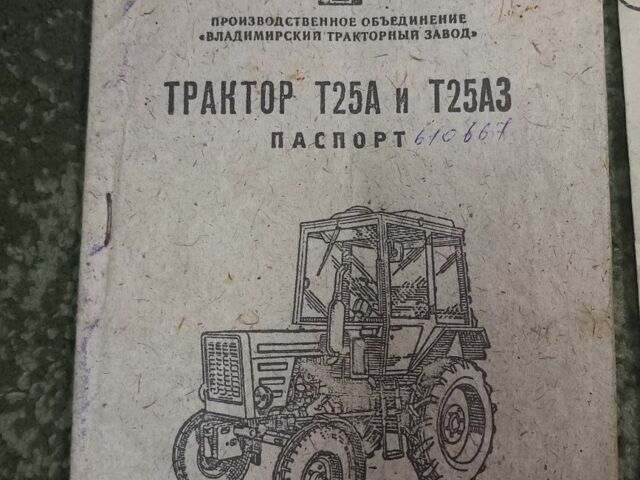 ПРОИЗВОДСТВЕННОЕ ОБЪЕДИНЕНИЕ
«ВЛАДИМИРСКИЙ ТРАКТОРНЫЙ ЗАВОД»
ТРАКТОР Т25А и Т25А3
ПАСПОРТ 610667